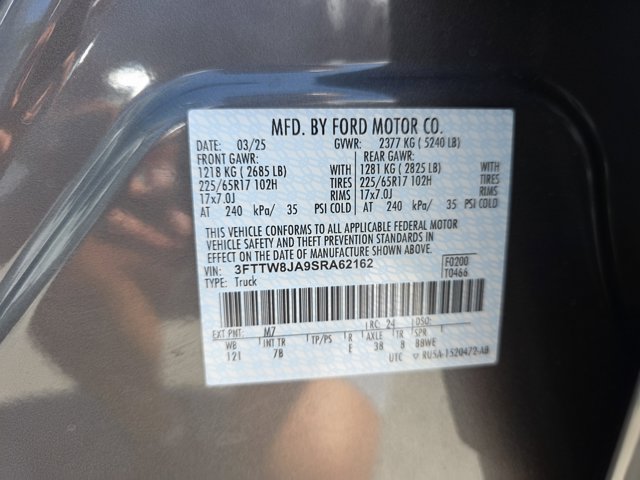 MFD. BY FORD MOTOR CO.
DATE: 03/25 GVWR: 2377 KG ( 5240 LB)
FRONT GAWR: REAR GAWR:
1218 KG ( 2685 LB) WITH 1281 KG ( 2825 LB) WITH
225/65R17 102H TIRES 225/65R17 102H TIRES
17x7.0J RIMS 17x7.0J RIMS
AT 240 kPa/ 35 PSI COLD AT 240 kPa/ 35 PSI COLD
THIS VEHICLE CONFORMS TO ALL APPLICABLE FEDERAL MOTOR
VEHICLE SAFETY AND THEFT PREVENTION STANDARDS IN
EFFECT ON THE DATE OF MANUFACTURE SHOWN ABOVE.
VIN: 3FTTW8JA9SRA62162 F0200
TYPE: Truck T0466
EXT PNT: M7 RC: 24 DSO:
WB INT TR TP/PS R AXLE TR SPR
121 7B E 38 8 BBWE
UTC RU5A-1520472-AB